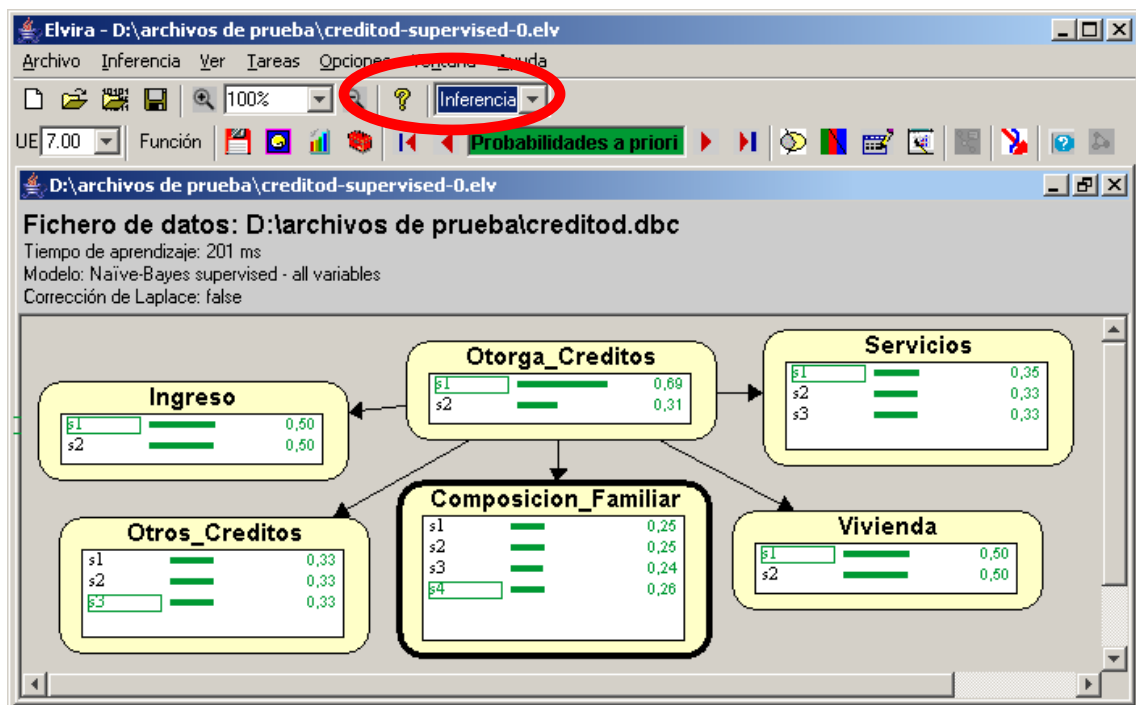 Elvira - D:\archivos de prueba\creditod-supervised-0.elv
Archivo Inferencia Ver Tareas Opciones Ventana Ayuda
100% Inferencia
UE 7.00 Función Probabilidades a priori
D:\archivos de prueba\creditod-supervised-0.elv
Fichero de datos: D:\archivos de prueba\creditod.dbc
Tiempo de aprendizaje: 201 ms
Modelo: Naïve-Bayes supervised - all variables
Corrección de Laplace: false
Otorga_Creditos
s1 0,69
s2 0,31
Servicios
s1 0,35
s2 0,33
s3 0,33
Ingreso
s1 0,50
s2 0,50
Otros_Creditos
s1 0,33
s2 0,33
s3 0,33
Composicion_Familiar
s1 0,25
s2 0,25
s3 0,24
s4 0,26
Vivienda
s1 0,50
s2 0,50